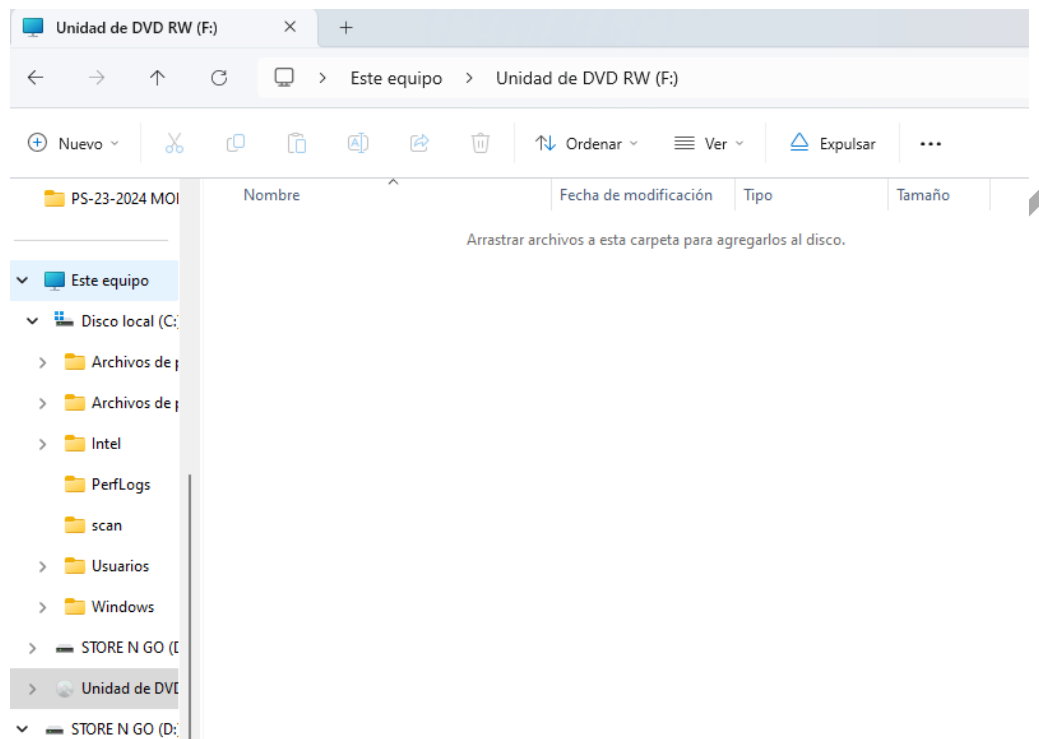 Unidad de DVD RW (F:)
Este equipo > Unidad de DVD RW (F:)
Nuevo Ordenar Ver Expulsar ...
PS-23-2024 MO
Nombre Fecha de modificación Tipo Tamaño
Arrastrar archivos a esta carpeta para agregarlos al disco.
Este equipo
Disco local (C:
Archivos de p
Archivos de p
Intel
PerfLogs
scan
Usuarios
Windows
STORE N GO (D
Unidad de DVD
STORE N GO (D: